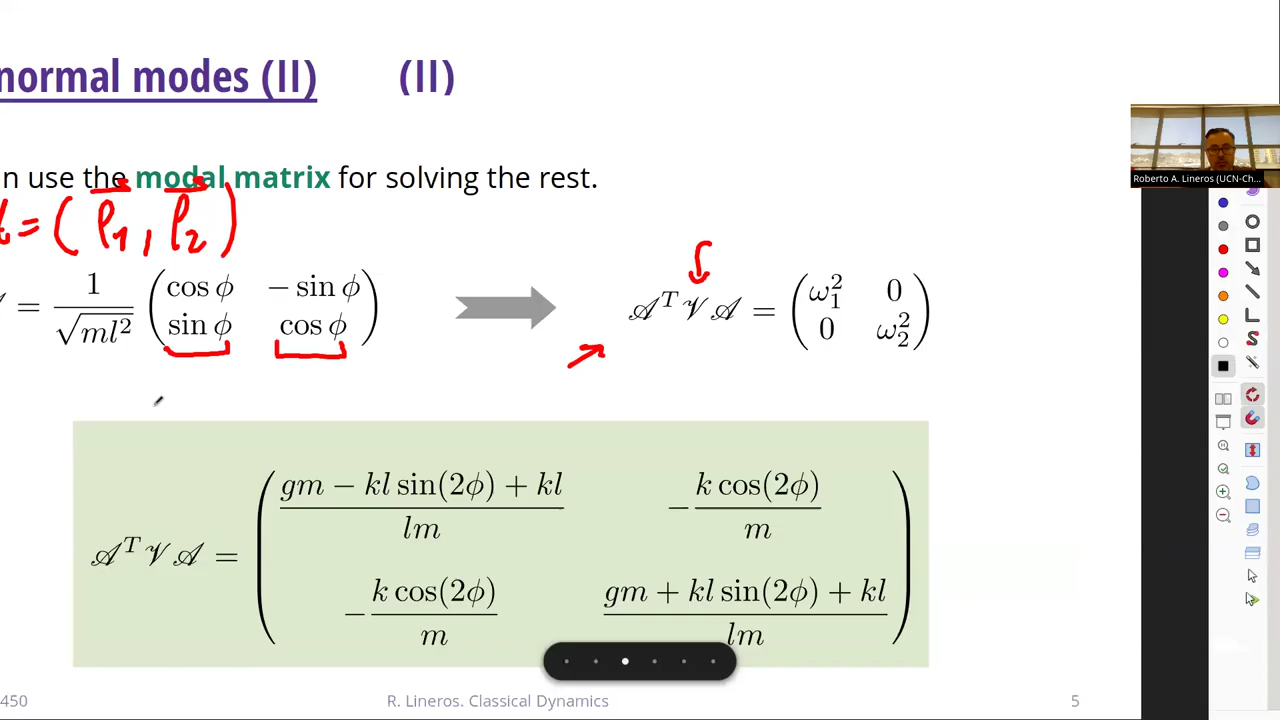 normal modes (II) (II)
n use the modal matrix for solving the rest.
= ( ρ⃗1 , ρ⃗2 )
𝒜 = 1/√(ml²) ( cos ϕ − sin ϕ ; sin ϕ cos ϕ )
𝒜ᵀ𝒱𝒜 = ( ω₁² 0 ; 0 ω₂² )
𝒜ᵀ𝒱𝒜 = ( (gm − kl sin(2ϕ) + kl)/(lm) −(k cos(2ϕ))/m ; −(k cos(2ϕ))/m (gm + kl sin(2ϕ) + kl)/(lm) )
Roberto A. Lineros (UCN-Ch...
450 R. Lineros. Classical Dynamics 5